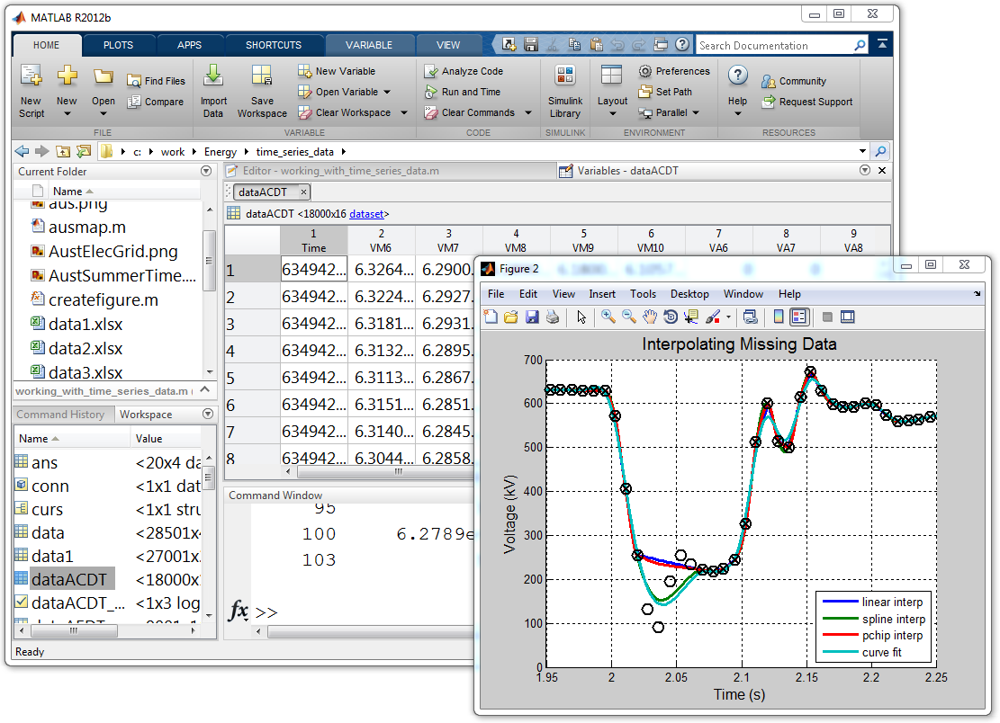 MATLAB R2012b
HOME PLOTS APPS SHORTCUTS VARIABLE VIEW Search Documentation
New Script New Open Find Files Compare Import Data Save Workspace New Variable Open Variable Clear Workspace Analyze Code Run and Time Clear Commands Simulink Library Layout Preferences Set Path Parallel Help Community Request Support
FILE VARIABLE CODE SIMULINK ENVIRONMENT RESOURCES
c: work Energy time_series_data
Current Folder
Name
aus.png
ausmap.m
AustElecGrid.png
AustSummerTime....
createfigure.m
data1.xlsx
data2.xlsx
data3.xlsx
working_with_time_series_data.m (
Command History Workspace
Name Value
ans <20x4 da
conn <1x1 dat
curs <1x1 stru
data <28501x4
data1 <27001x
dataACDT <18000x
dataACDT_... <1x3 log
Ready
Editor - working_with_time_series_data.m Variables - dataACDT
dataACDT
dataACDT <18000x16 dataset>
1 2 3 4 5 6 7 8 9
Time VM6 VM7 VM8 VM9 VM10 VA6 VA7 VA8
1 634942... 6.3264... 6.2900.
2 634942... 6.3224... 6.2927.
3 634942... 6.3181... 6.2931.
4 634942... 6.3132... 6.2895.
5 634942... 6.3113... 6.2867.
6 634942... 6.3151... 6.2851.
7 634942... 6.3140... 6.2845.
8 634942... 6.3044... 6.2858.
Command Window
95
100 6.2789e
103
fx >>
Figure 2
File Edit View Insert Tools Desktop Window Help
Interpolating Missing Data
Voltage (kV)
700
600
500
400
300
200
100
0
1.95 2 2.05 2.1 2.15 2.2 2.25
Time (s)
linear interp
spline interp
pchip interp
curve fit